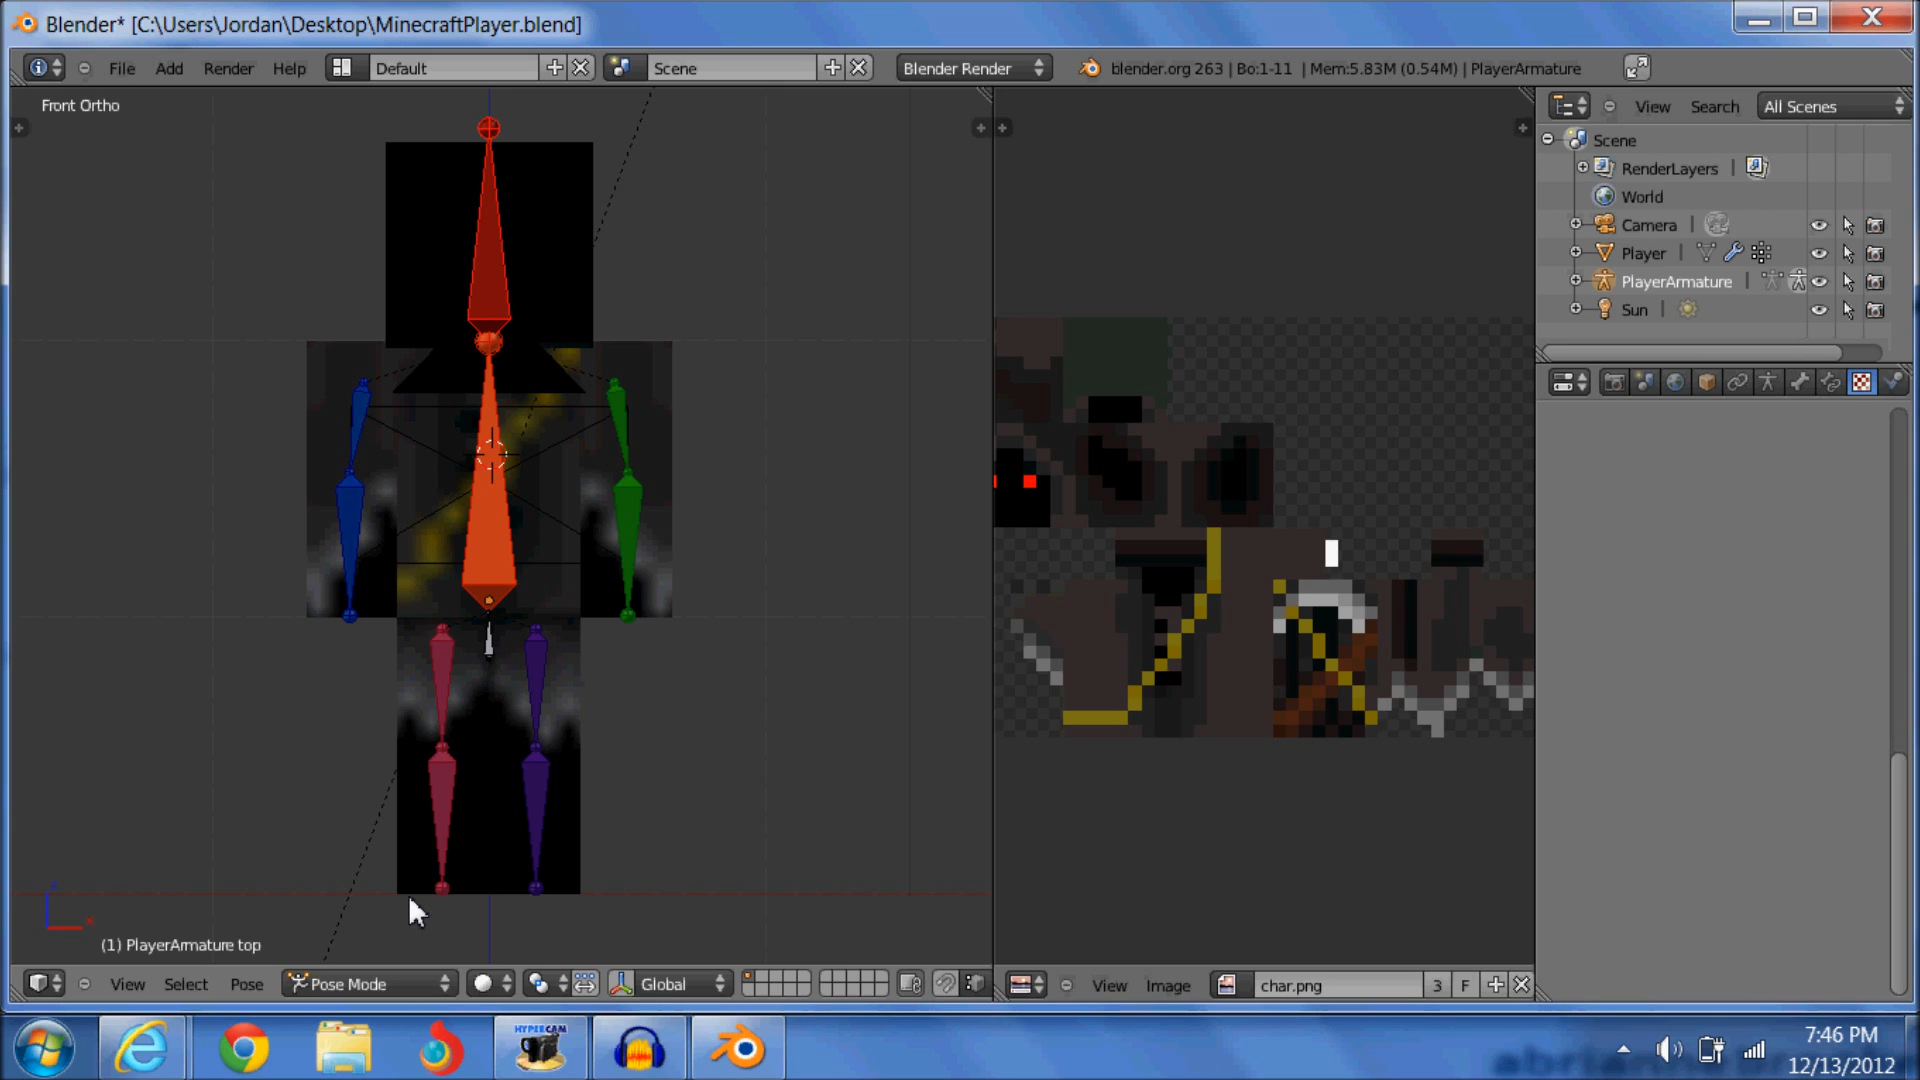 Blender* [C:\Users\Jordan\Desktop\MinecraftPlayer.blend]
File Add Render Help Default Scene Blender Render blender.org 263 | Bo:1-11 | Mem:5.83M (0.54M) | PlayerArmature
Front Ortho
View Search All Scenes
Scene
RenderLayers
World
Camera
Player
PlayerArmature
Sun
(1) PlayerArmature top
View Select Pose Pose Mode Global
View Image char.png 3 F
HYPERCAM
7:46 PM
12/13/2012